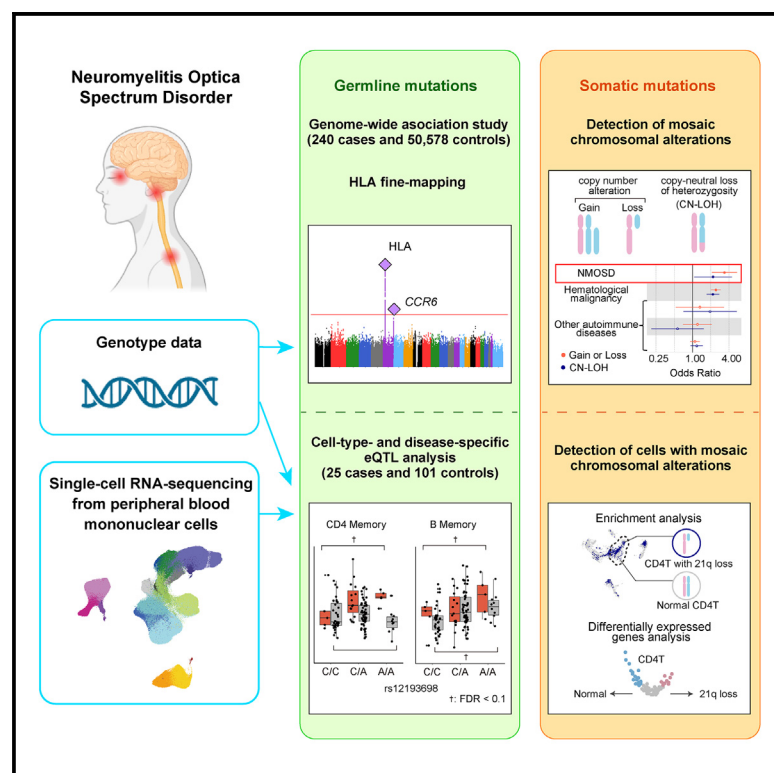 Neuromyelitis Optica
Spectrum Disorder
Genotype data
Single-cell RNA-sequencing
from peripheral blood
mononuclear cells
Germline mutations
Genome-wide asociation study
(240 cases and 50,578 controls)
HLA fine-mapping
HLA
CCR6
Cell-type- and disease-specific
eQTL analysis
(25 cases and 101 controls)
CD4 Memory
B Memory
†
†
†
C/C
C/A
A/A
C/C
C/A
A/A
rs12193698
†: FDR < 0.1
Somatic mutations
Detection of mosaic
chromosomal alterations
copy number
alteration
Gain
Loss
copy-neutral loss
of heterozygosity
(CN-LOH)
NMOSD
Hematological
malignancy
Other autoimmune
diseases
Gain or Loss
CN-LOH
0.25
1.00
4.00
Odds Ratio
Detection of cells with mosaic
chromosomal alterations
Enrichment analysis
CD4T with 21q loss
Normal CD4T
Differentially expressed
genes analysis
CD4T
Normal
21q loss